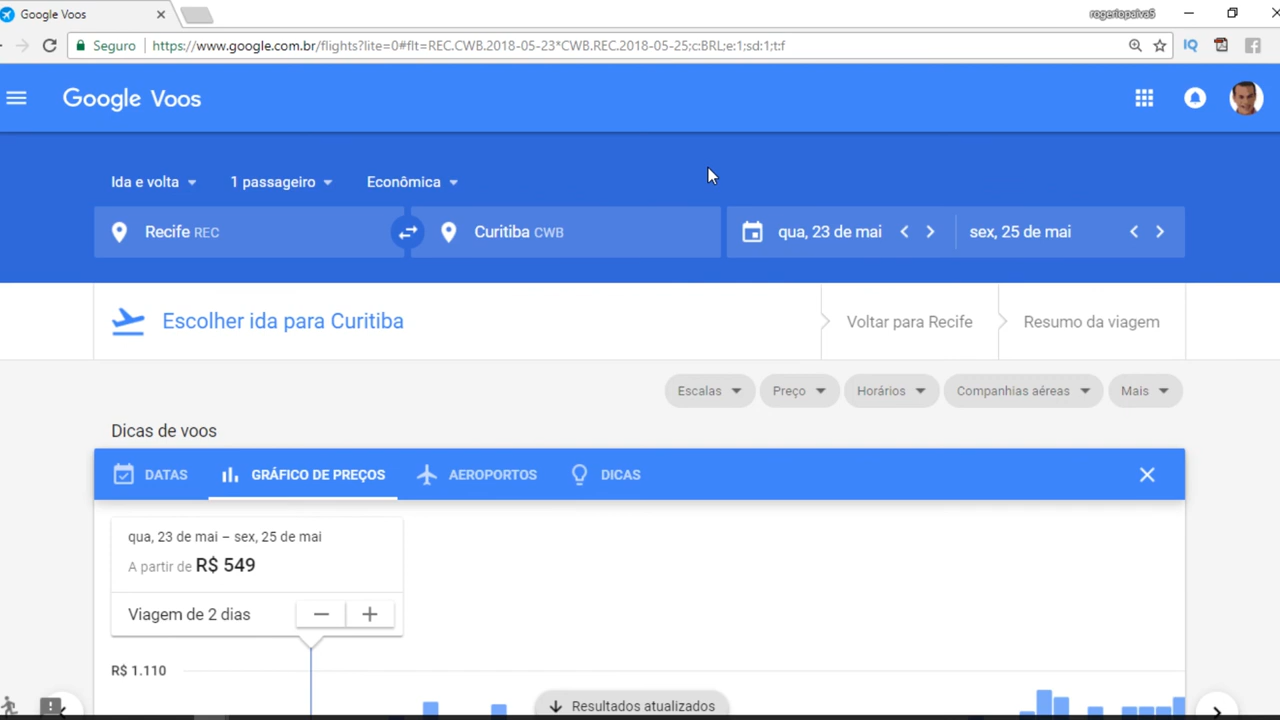 Google Voos
rogeriopaiva5
Seguro
https://www.google.com.br/flights?lite=0#flt=REC.CWB.2018-05-23*CWB.REC.2018-05-25;c:BRL;e:1;sd:1;t:f
IQ
Google Voos
Ida e volta
1 passageiro
Econômica
Recife REC
Curitiba CWB
qua, 23 de mai
sex, 25 de mai
Escolher ida para Curitiba
Voltar para Recife
Resumo da viagem
Escalas
Preço
Horários
Companhias aéreas
Mais
Dicas de voos
DATAS
GRÁFICO DE PREÇOS
AEROPORTOS
DICAS
qua, 23 de mai – sex, 25 de mai
A partir de R$ 549
Viagem de 2 dias
R$ 1.110
Resultados atualizados